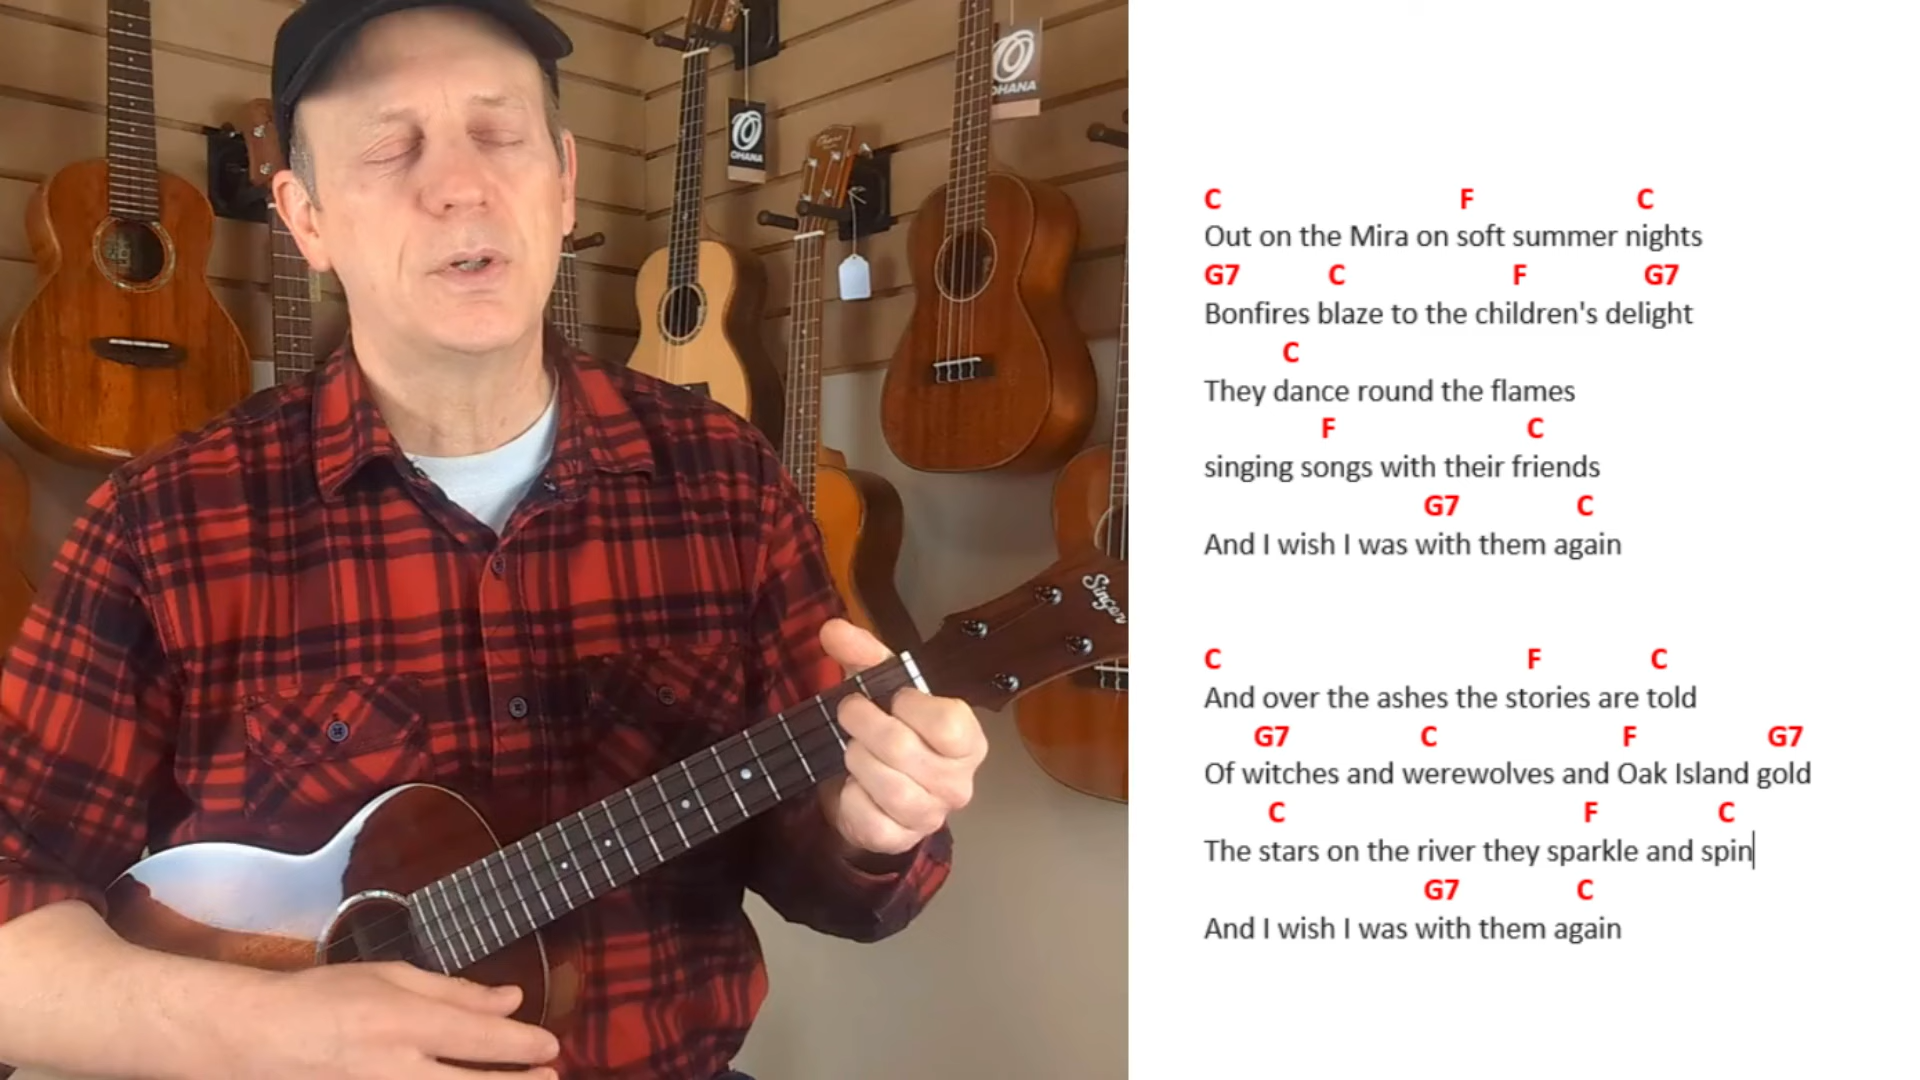 OHANA
OHANA
Singer
C F C
Out on the Mira on soft summer nights
G7 C F G7
Bonfires blaze to the children's delight
C
They dance round the flames
F C
singing songs with their friends
G7 C
And I wish I was with them again
C F C
And over the ashes the stories are told
G7 C F G7
Of witches and werewolves and Oak Island gold
C F C
The stars on the river they sparkle and spin
G7 C
And I wish I was with them again